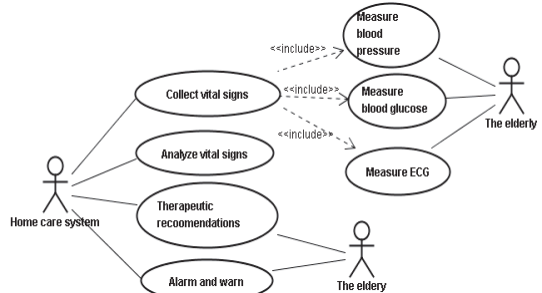 Measure
blood
pressure
<<include>>
Collect vital signs
<<include>>
Measure
blood glucose
The elderly
<<include>>
Analyze vital signs
Measure ECG
Home care system
Therapeutic
recoomendations
Alarm and warn
The eldery